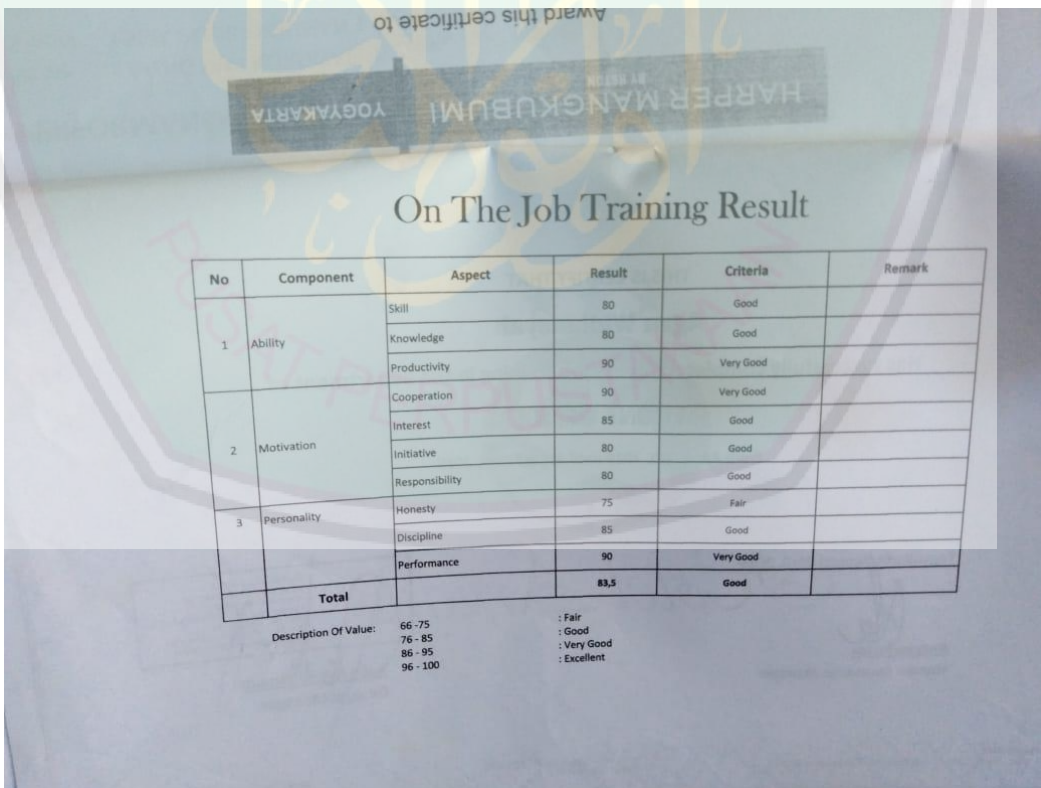 Award this certificate to
HARPER MANGKUBUMI YOGYAKARTA
BY ASTON
On The Job Training Result
No Component Aspect Result Criteria Remark
1 Ability Skill 80 Good
Knowledge 80 Good
Productivity 90 Very Good
2 Motivation Cooperation 90 Very Good
Interest 85 Good
Initiative 80 Good
Responsibility 80 Good
3 Personality Honesty 75 Fair
Discipline 85 Good
Performance 90 Very Good
Total 83,5 Good
Description Of Value: 66 -75 : Fair
76 - 85 : Good
86 - 95 : Very Good
96 - 100 : Excellent
PUSAT PERPUSTAKAAN